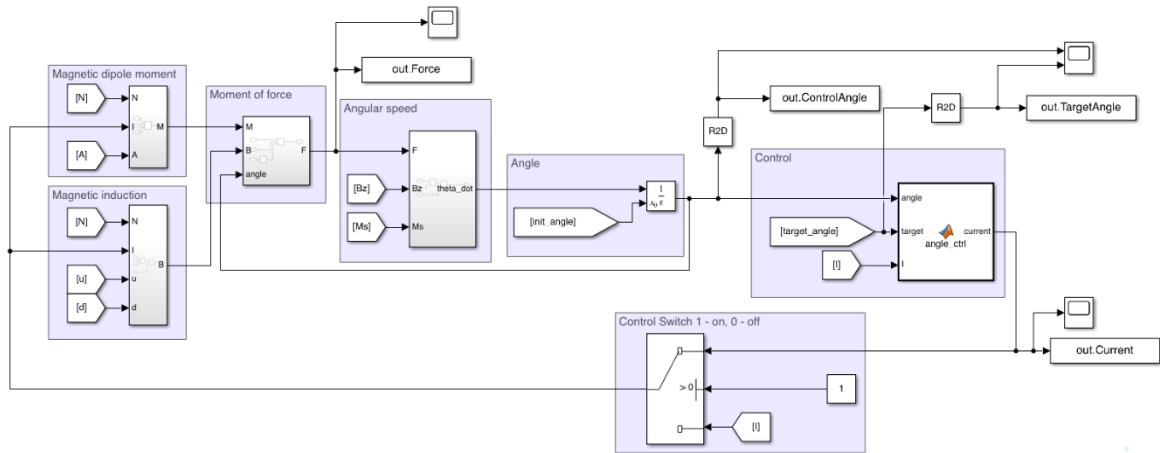 Magnetic dipole moment
[N]
N
I
M
[A]
A
Magnetic induction
[N]
N
I
B
[u]
u
[d]
d
Moment of force
M
B
F
angle
out.Force
Angular speed
F
[Bz]
Bz
theta_dot
[Ms]
Ms
Angle
[init_angle]
1
s
x0
R2D
out.ControlAngle
R2D
out.TargetAngle
Control
angle
[target_angle]
target
current
angle_ctrl
[I]
I
out.Current
Control Switch 1 - on, 0 - off
> 0
1
[I]